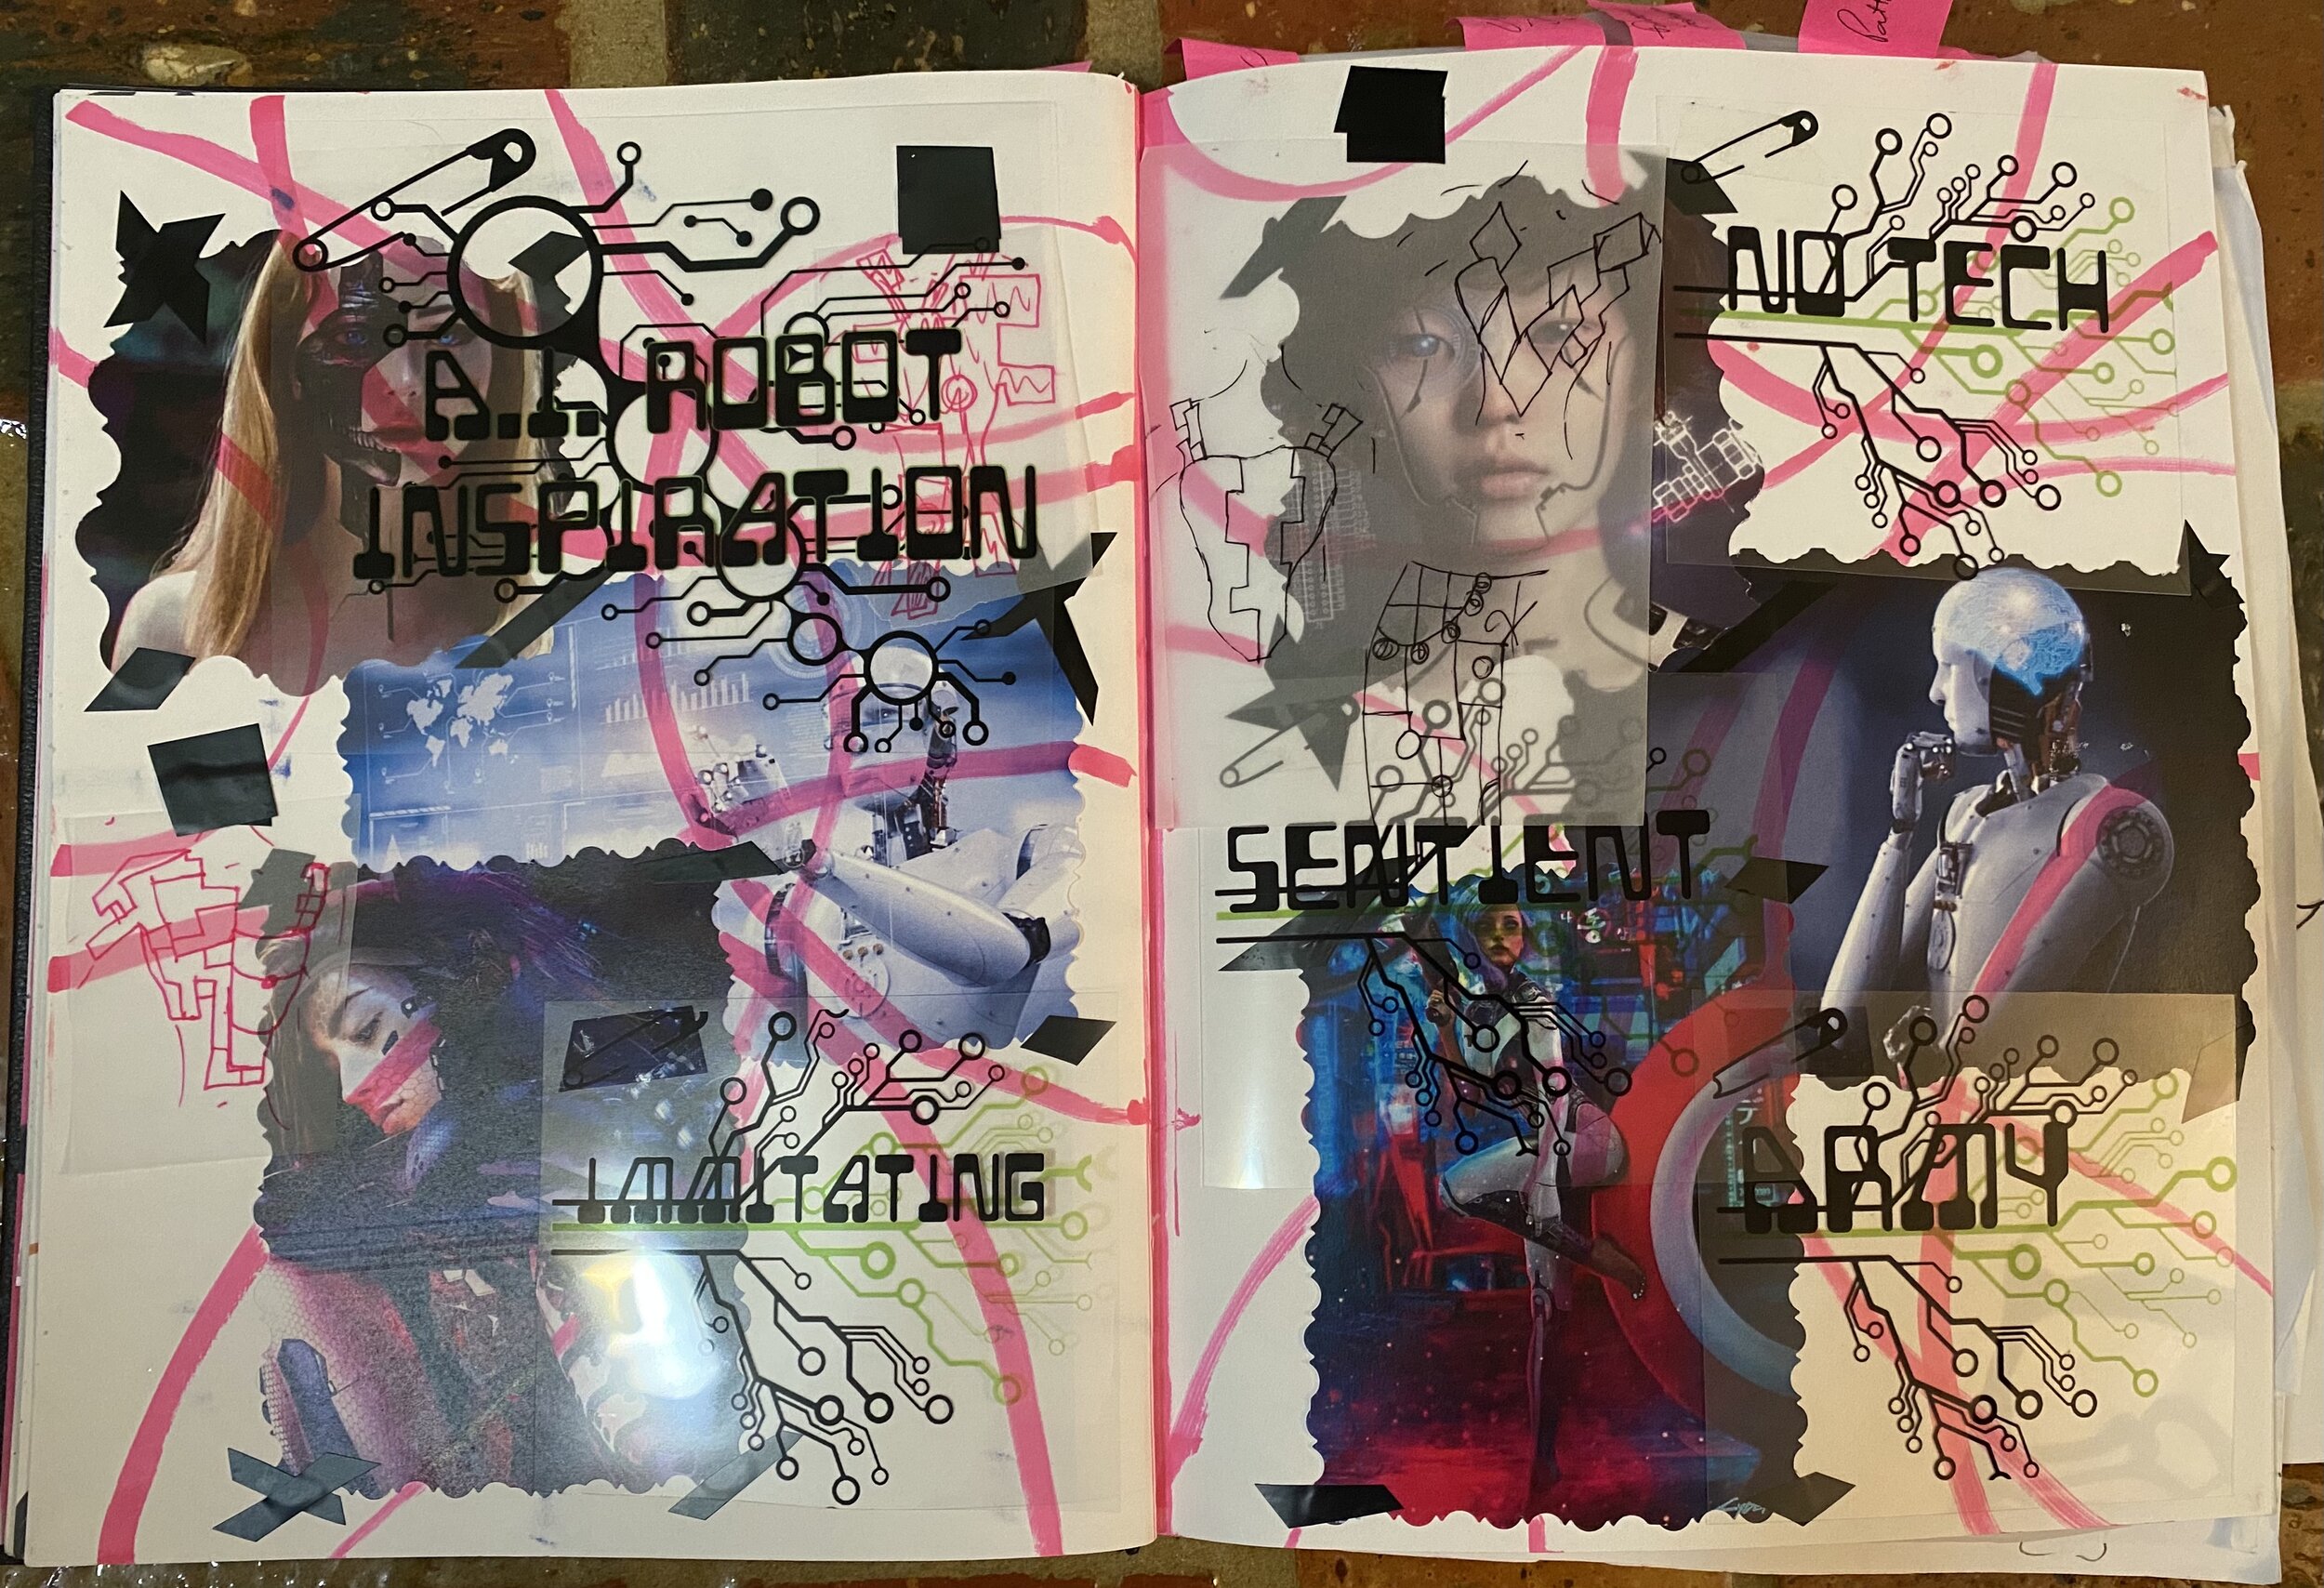 A.I. ROBOT
INSPIRATION
IMMITATING
NO TECH
SENTIENT
ARMY